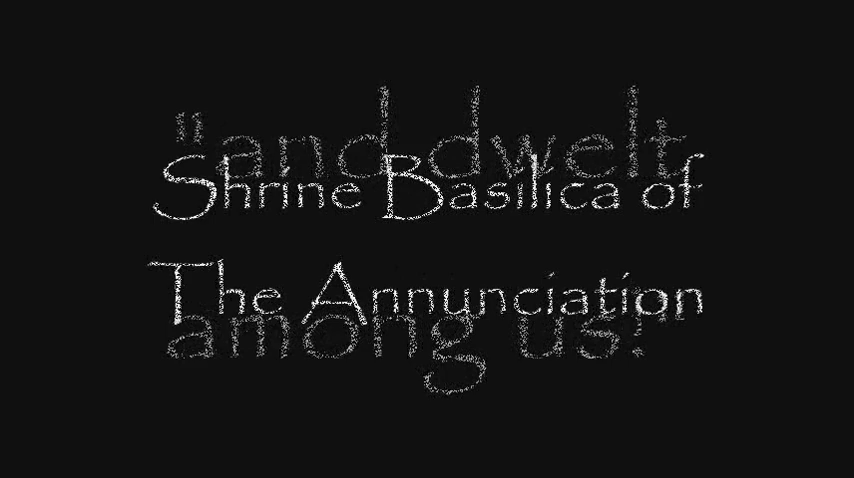 "and dwelt
Shrine Basilica of
The Annunciation
among us!"